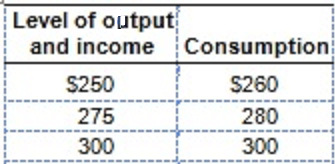 Level of output and income | Consumption
$250 | $260
275 | 280
300 | 300